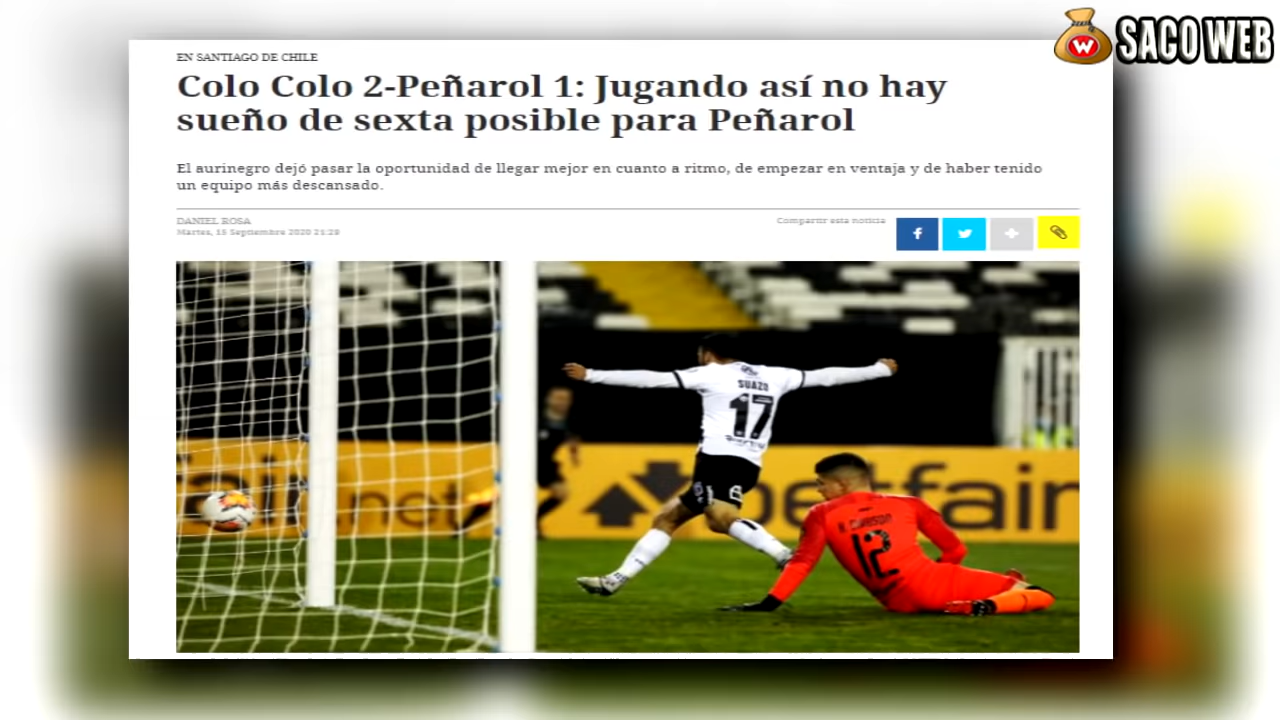 SACO WEB
EN SANTIAGO DE CHILE
Colo Colo 2-Peñarol 1: Jugando así no hay
sueño de sexta posible para Peñarol
El aurinegro dejó pasar la oportunidad de llegar mejor en cuanto a ritmo, de empezar en ventaja y de haber tenido
un equipo más descansado.
DANIEL ROSA
Compartir esta noticia
Martes, 15 Septiembre 2020 21:29
SUAZO
17
.net
betfair
12